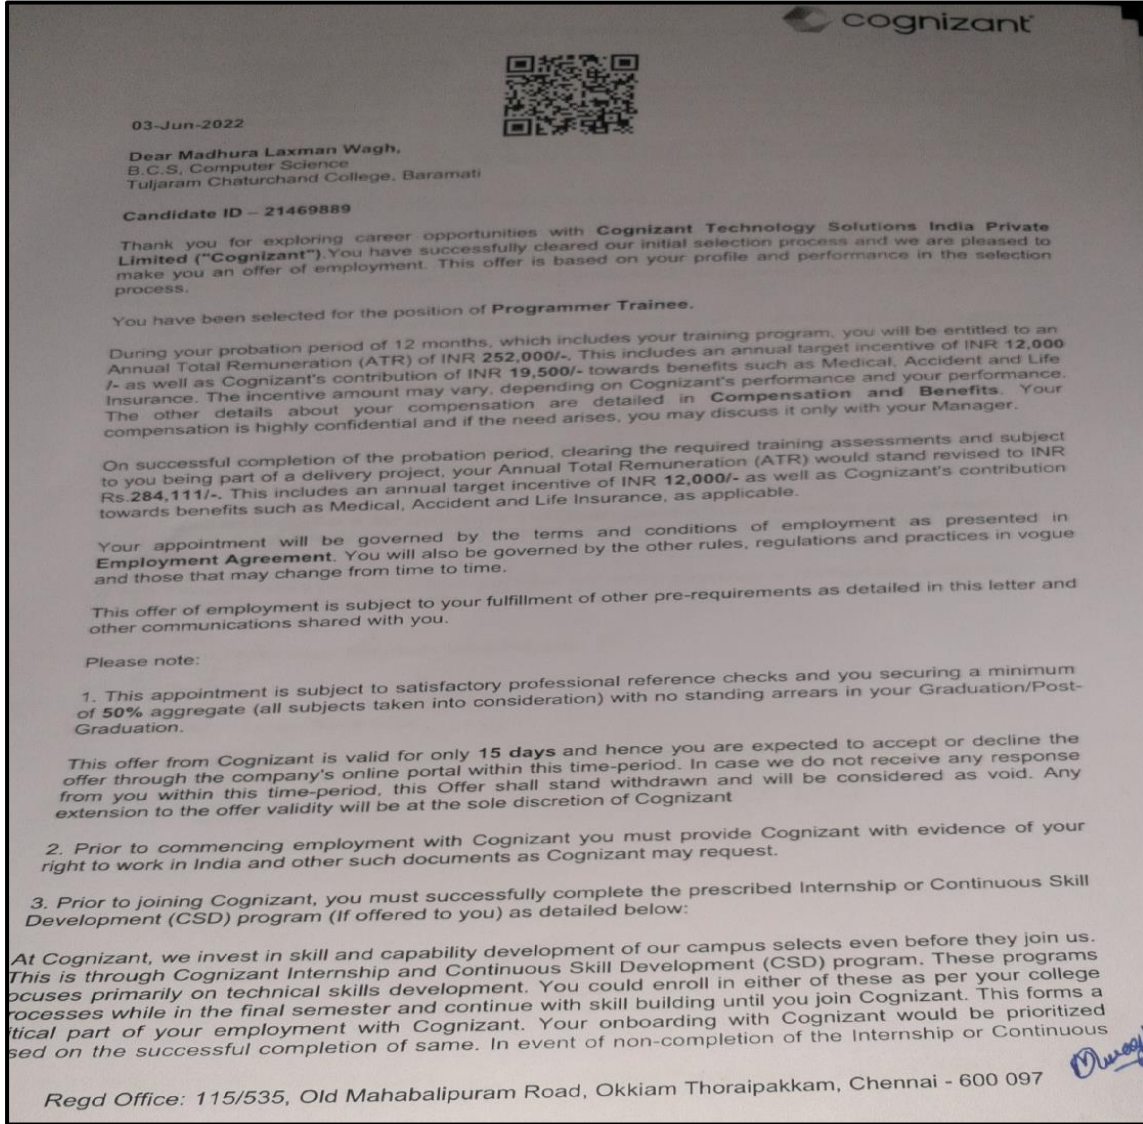 cognizant
03-Jun-2022
Dear Madhura Laxman Wagh,
B.C.S, Computer Science
Tuljaram Chaturchand College, Baramati
Candidate ID – 21469889
Thank you for exploring career opportunities with Cognizant Technology Solutions India Private
Limited ("Cognizant").You have successfully cleared our initial selection process and we are pleased to
make you an offer of employment. This offer is based on your profile and performance in the selection
process.
You have been selected for the position of Programmer Trainee.
During your probation period of 12 months, which includes your training program, you will be entitled to an
Annual Total Remuneration (ATR) of INR 252,000/-. This includes an annual target incentive of INR 12,000
/- as well as Cognizant's contribution of INR 19,500/- towards benefits such as Medical, Accident and Life
Insurance. The incentive amount may vary, depending on Cognizant's performance and your performance.
The other details about your compensation are detailed in Compensation and Benefits. Your
compensation is highly confidential and if the need arises, you may discuss it only with your Manager.
On successful completion of the probation period, clearing the required training assessments and subject
to you being part of a delivery project, your Annual Total Remuneration (ATR) would stand revised to INR
Rs.284,111/-. This includes an annual target incentive of INR 12,000/- as well as Cognizant's contribution
towards benefits such as Medical, Accident and Life Insurance, as applicable.
Your appointment will be governed by the terms and conditions of employment as presented in
Employment Agreement. You will also be governed by the other rules, regulations and practices in vogue
and those that may change from time to time.
This offer of employment is subject to your fulfillment of other pre-requirements as detailed in this letter and
other communications shared with you.
Please note:
1. This appointment is subject to satisfactory professional reference checks and you securing a minimum
of 50% aggregate (all subjects taken into consideration) with no standing arrears in your Graduation/Post-
Graduation.
This offer from Cognizant is valid for only 15 days and hence you are expected to accept or decline the
offer through the company's online portal within this time-period. In case we do not receive any response
from you within this time-period, this Offer shall stand withdrawn and will be considered as void. Any
extension to the offer validity will be at the sole discretion of Cognizant
2. Prior to commencing employment with Cognizant you must provide Cognizant with evidence of your
right to work in India and other such documents as Cognizant may request.
3. Prior to joining Cognizant, you must successfully complete the prescribed Internship or Continuous Skill
Development (CSD) program (If offered to you) as detailed below:
At Cognizant, we invest in skill and capability development of our campus selects even before they join us.
This is through Cognizant Internship and Continuous Skill Development (CSD) program. These programs
ocuses primarily on technical skills development. You could enroll in either of these as per your college
rocesses while in the final semester and continue with skill building until you join Cognizant. This forms a
itical part of your employment with Cognizant. Your onboarding with Cognizant would be prioritized
sed on the successful completion of same. In event of non-completion of the Internship or Continuous
Regd Office: 115/535, Old Mahabalipuram Road, Okkiam Thoraipakkam, Chennai - 600 097